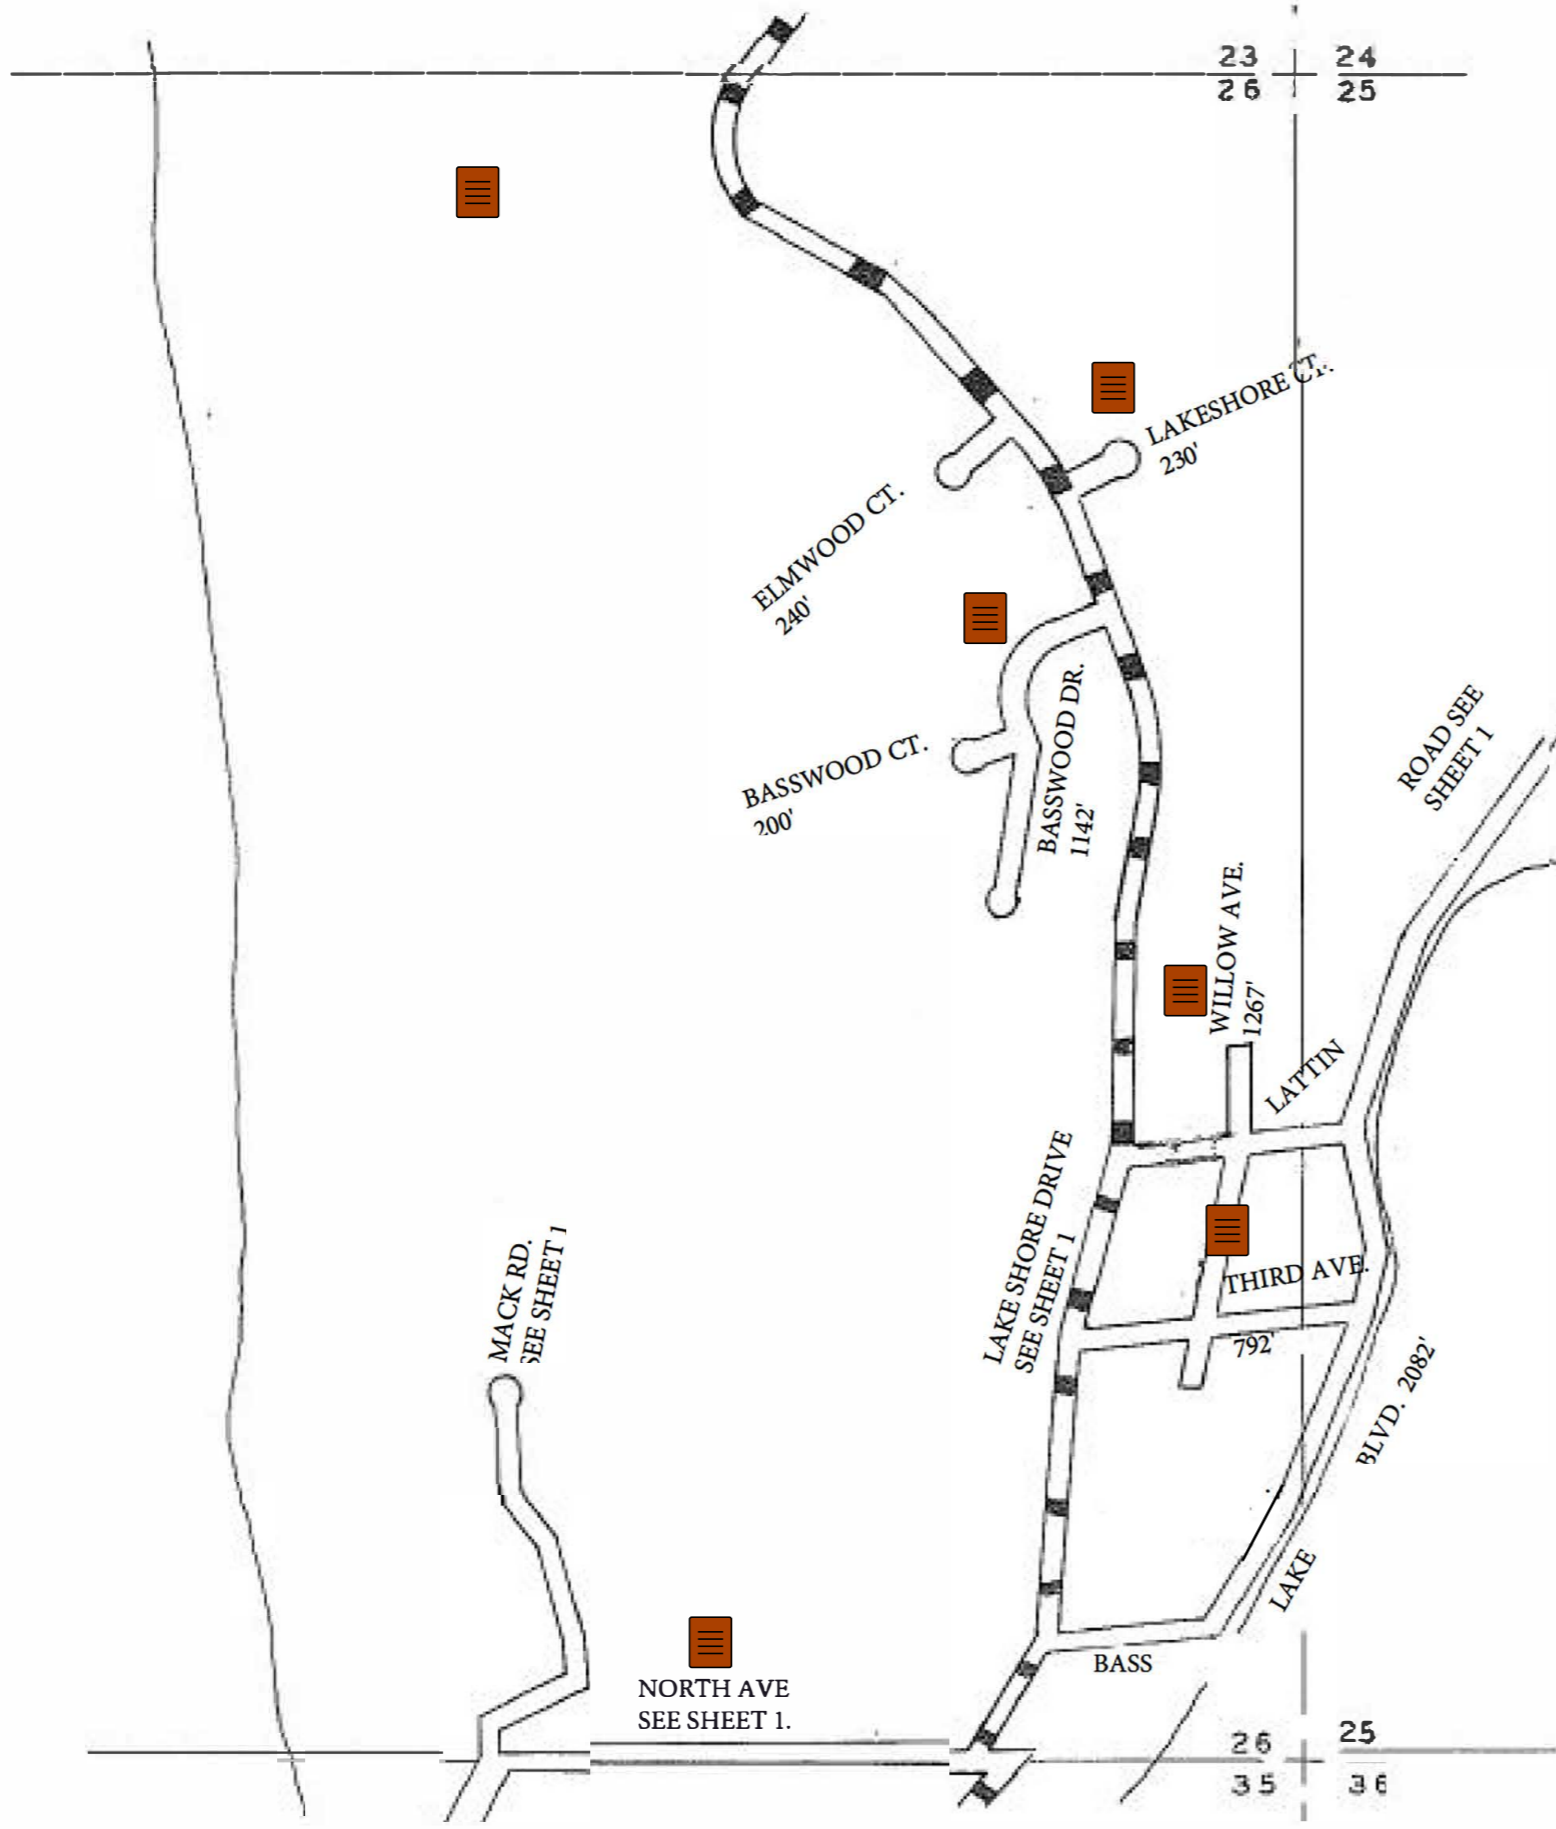 23 24
26 25
LAKESHORE CT.
230'
ELMWOOD CT.
240'
BASSWOOD DR.
1142'
BASSWOOD CT.
200'
ROAD SEE
SHEET 1
WILLOW AVE.
1267'
LATTIN
LAKE SHORE DRIVE
SEE SHEET 1
THIRD AVE.
792'
MACK RD.
SEE SHEET 1
BLVD. 2082'
LAKE
BASS
NORTH AVE
SEE SHEET 1.
26 25
35 36